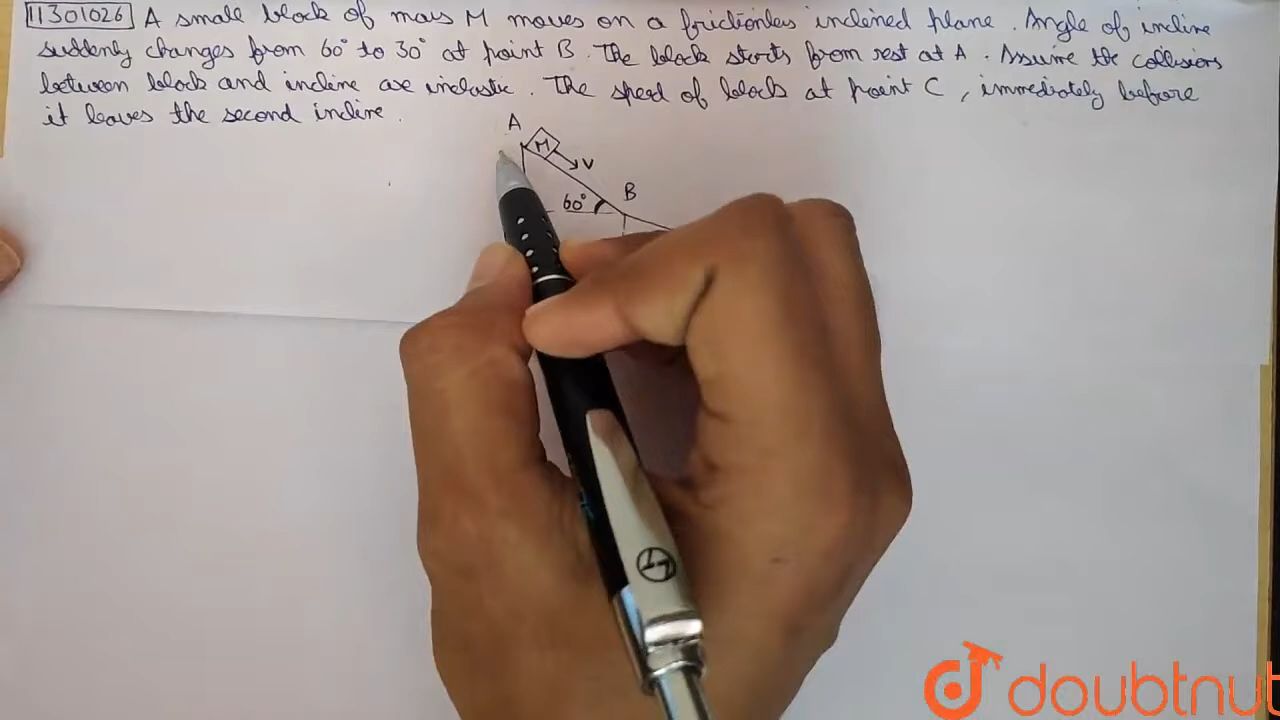 11301026 A small block of mass M moves on a frictionless inclined plane. Angle of incline
suddenly changes from 60° to 30° at point B. The block starts from rest at A. Assume the collisions
between block and incline are inelastic. The speed of block at point C, immediately before
it leaves the second incline.
A
M
V
B
60°
LT
doubtnut